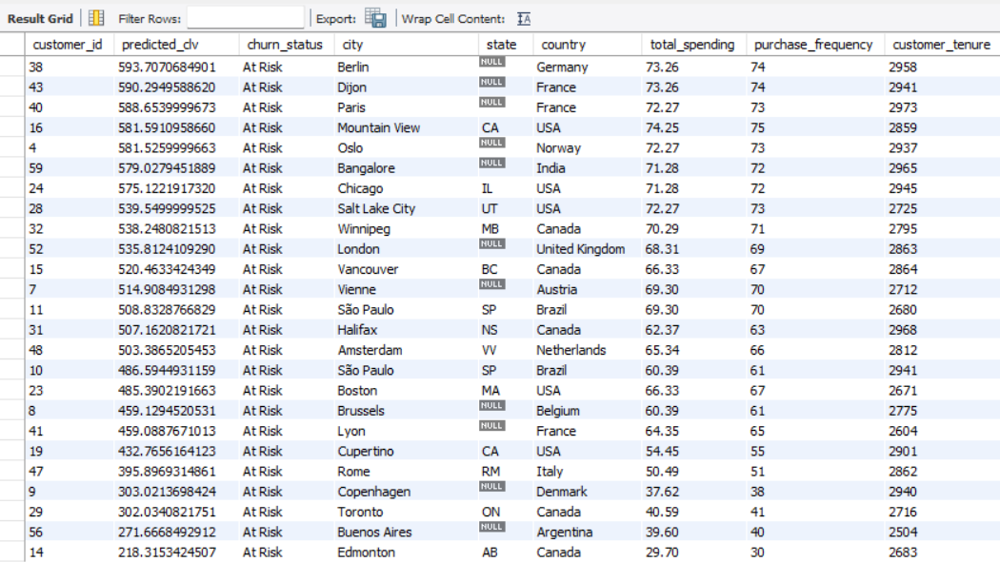 Result Grid Filter Rows: Export: Wrap Cell Content: IA
customer_id predicted_clv churn_status city state country total_spending purchase_frequency customer_tenure
38 593.7070684901 At Risk Berlin NULL Germany 73.26 74 2958
43 590.2949588620 At Risk Dijon NULL France 73.26 74 2941
40 588.6539999673 At Risk Paris NULL France 72.27 73 2973
16 581.5910958660 At Risk Mountain View CA USA 74.25 75 2859
4 581.5259999663 At Risk Oslo NULL Norway 72.27 73 2937
59 579.0279451889 At Risk Bangalore NULL India 71.28 72 2965
24 575.1221917320 At Risk Chicago IL USA 71.28 72 2945
28 539.5499999525 At Risk Salt Lake City UT USA 72.27 73 2725
32 538.2480821513 At Risk Winnipeg MB Canada 70.29 71 2795
52 535.8124109290 At Risk London NULL United Kingdom 68.31 69 2863
15 520.4633424349 At Risk Vancouver BC Canada 66.33 67 2864
7 514.9084931298 At Risk Vienne NULL Austria 69.30 70 2712
11 508.8328766829 At Risk São Paulo SP Brazil 69.30 70 2680
31 507.1620821721 At Risk Halifax NS Canada 62.37 63 2968
48 503.3865205453 At Risk Amsterdam VV Netherlands 65.34 66 2812
10 486.5944931159 At Risk São Paulo SP Brazil 60.39 61 2941
23 485.3902191663 At Risk Boston MA USA 66.33 67 2671
8 459.1294520531 At Risk Brussels NULL Belgium 60.39 61 2775
41 459.0887671013 At Risk Lyon NULL France 64.35 65 2604
19 432.7656164123 At Risk Cupertino CA USA 54.45 55 2901
47 395.8969314861 At Risk Rome RM Italy 50.49 51 2862
9 303.0213698424 At Risk Copenhagen NULL Denmark 37.62 38 2940
29 302.0340821751 At Risk Toronto ON Canada 40.59 41 2716
56 271.6668492912 At Risk Buenos Aires NULL Argentina 39.60 40 2504
14 218.3153424507 At Risk Edmonton AB Canada 29.70 30 2683